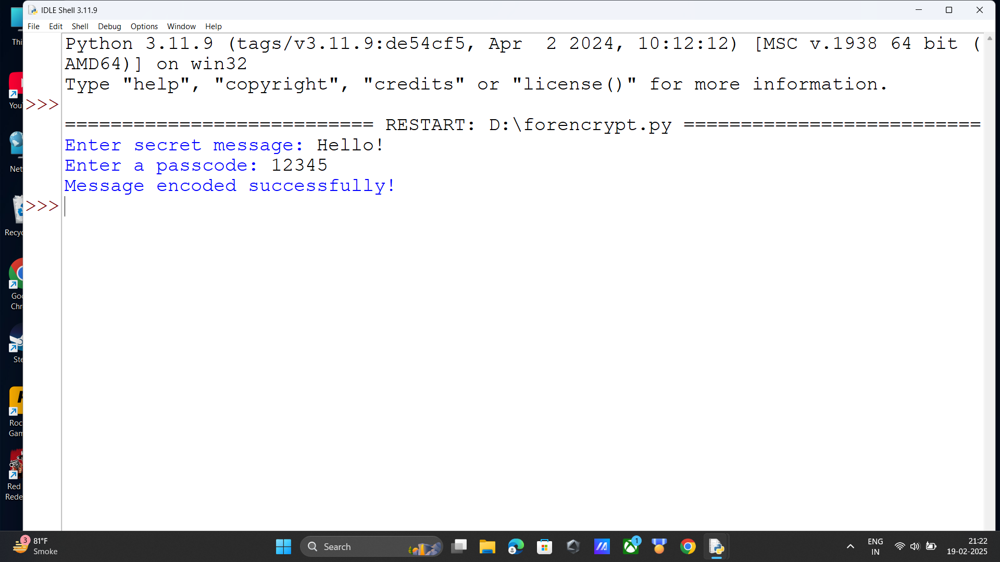 IDLE Shell 3.11.9
File Edit Shell Debug Options Window Help
Python 3.11.9 (tags/v3.11.9:de54cf5, Apr  2 2024, 10:12:12) [MSC v.1938 64 bit (
AMD64)] on win32
Type "help", "copyright", "credits" or "license()" for more information.
>>>
=========================== RESTART: D:\forencrypt.py ==========================
Enter secret message: Hello!
Enter a passcode: 12345
Message encoded successfully!
>>>
Thi
You
Net
Recyc
Goo
Chr
Ste
Roc
Gam
Red
Rede
3
81°F
Smoke
Search
1
ENG
IN
21:22
19-02-2025